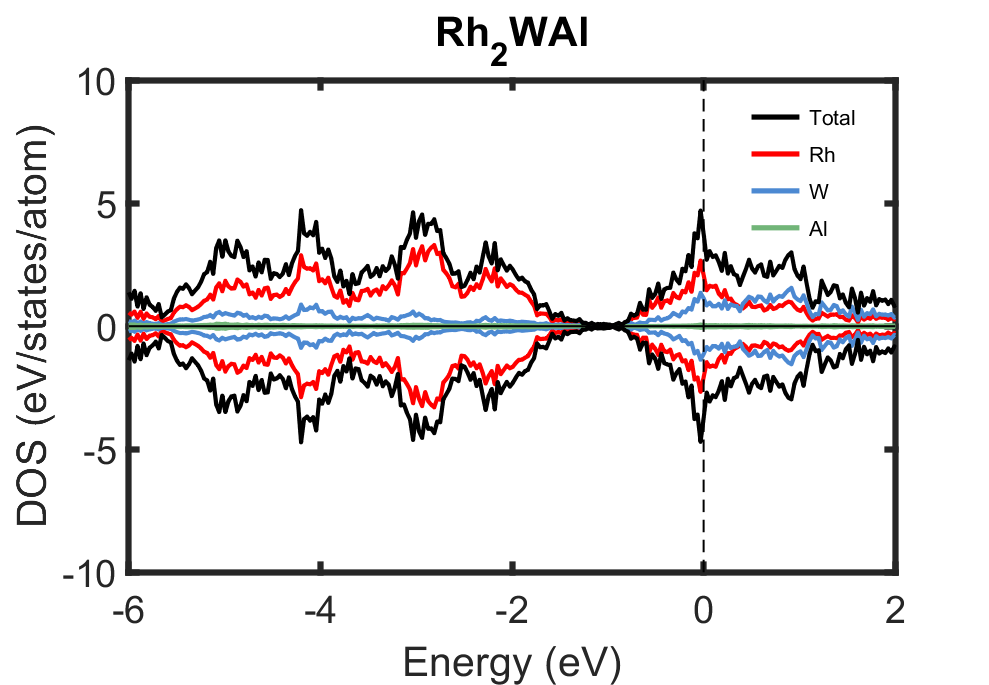 Rh₂WAl
10
5
0
-5
-10
DOS (eV/states/atom)
Total
Rh
W
Al
-6 -4 -2 0 2
Energy (eV)